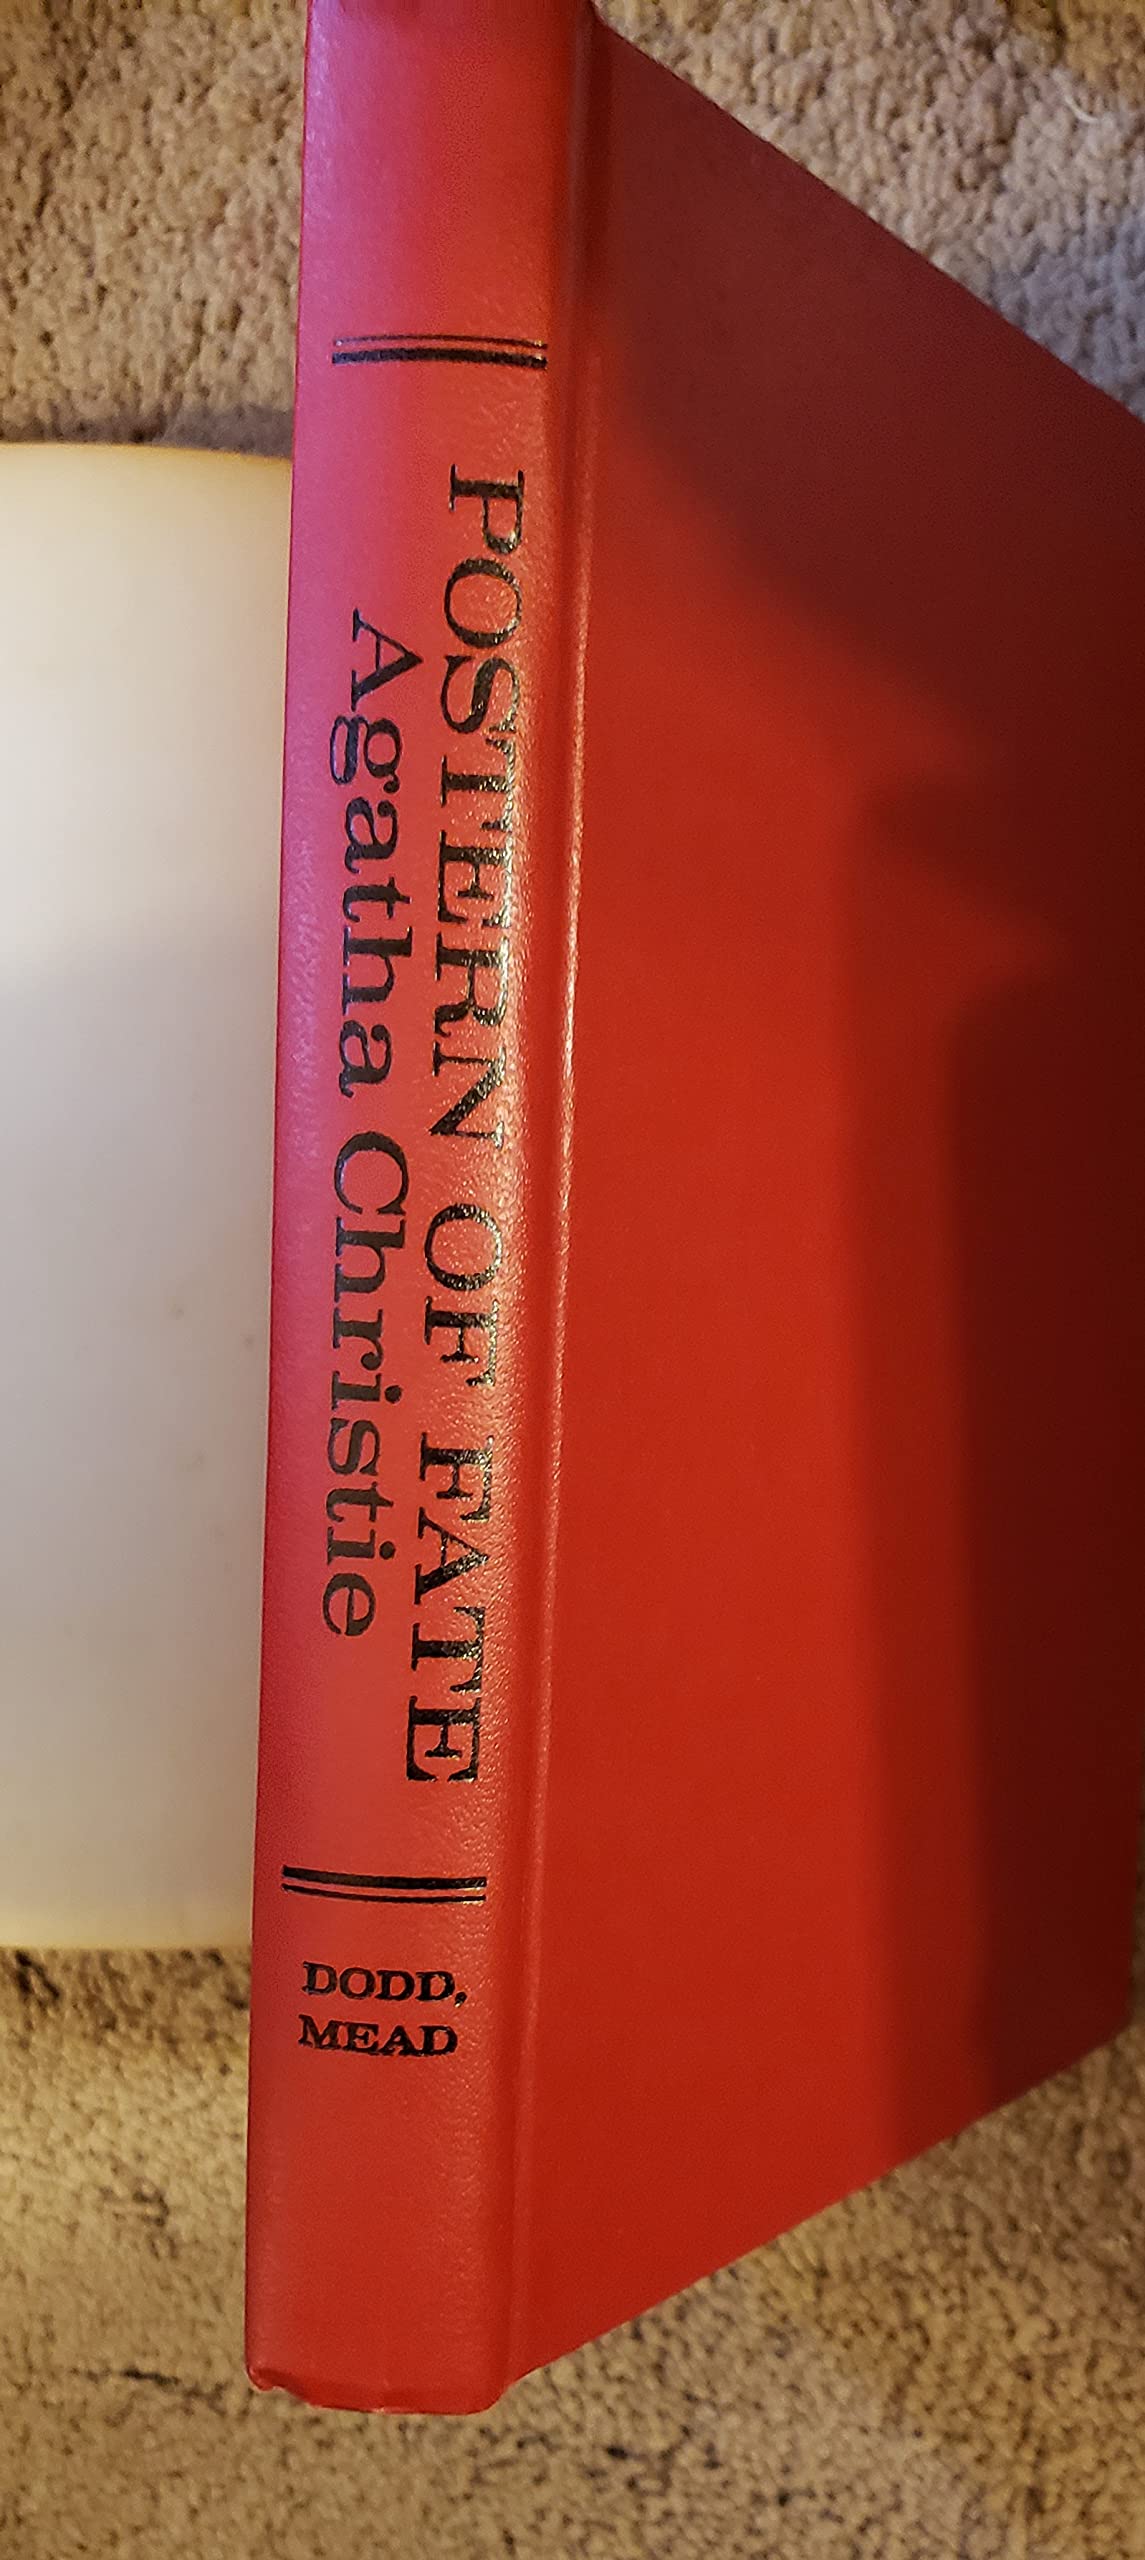 POSTERN OF FATE
Agatha Christie
DODD,
MEAD